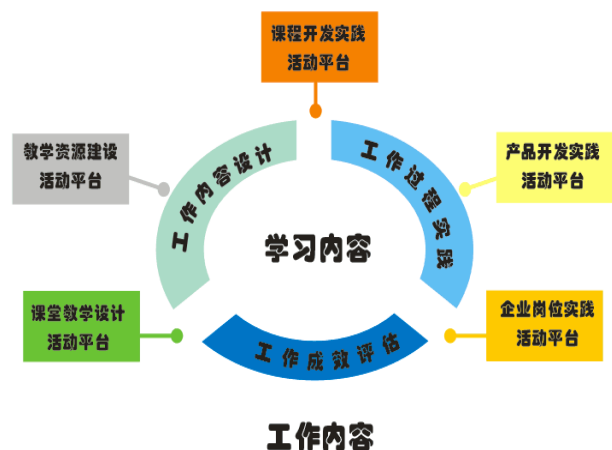 课程开发实践
活动平台
教学资源建设
活动平台
工作内容设计
工作过程实践
产品开发实践
活动平台
学习内容
课堂教学设计
活动平台
企业岗位实践
活动平台
工作成效评估
工作内容